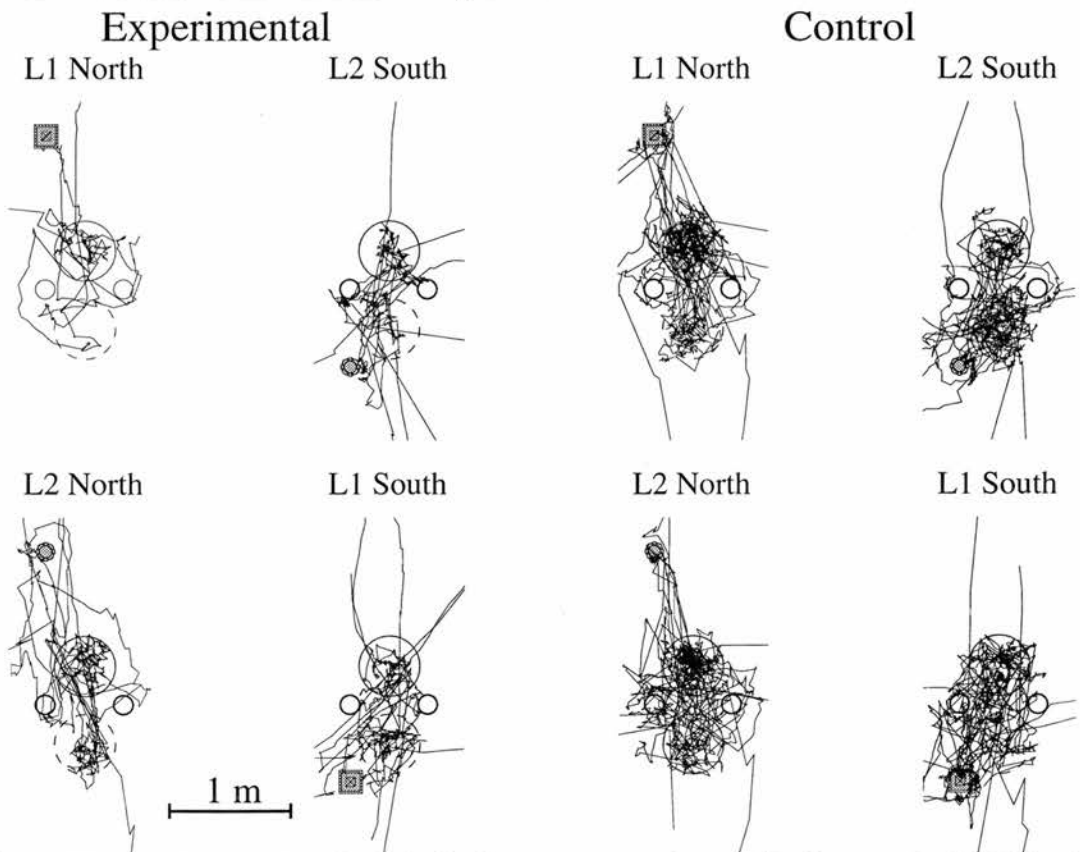 Experimental Control
L1 North L2 South L1 North L2 South
L2 North L1 South L2 North L1 South
1 m